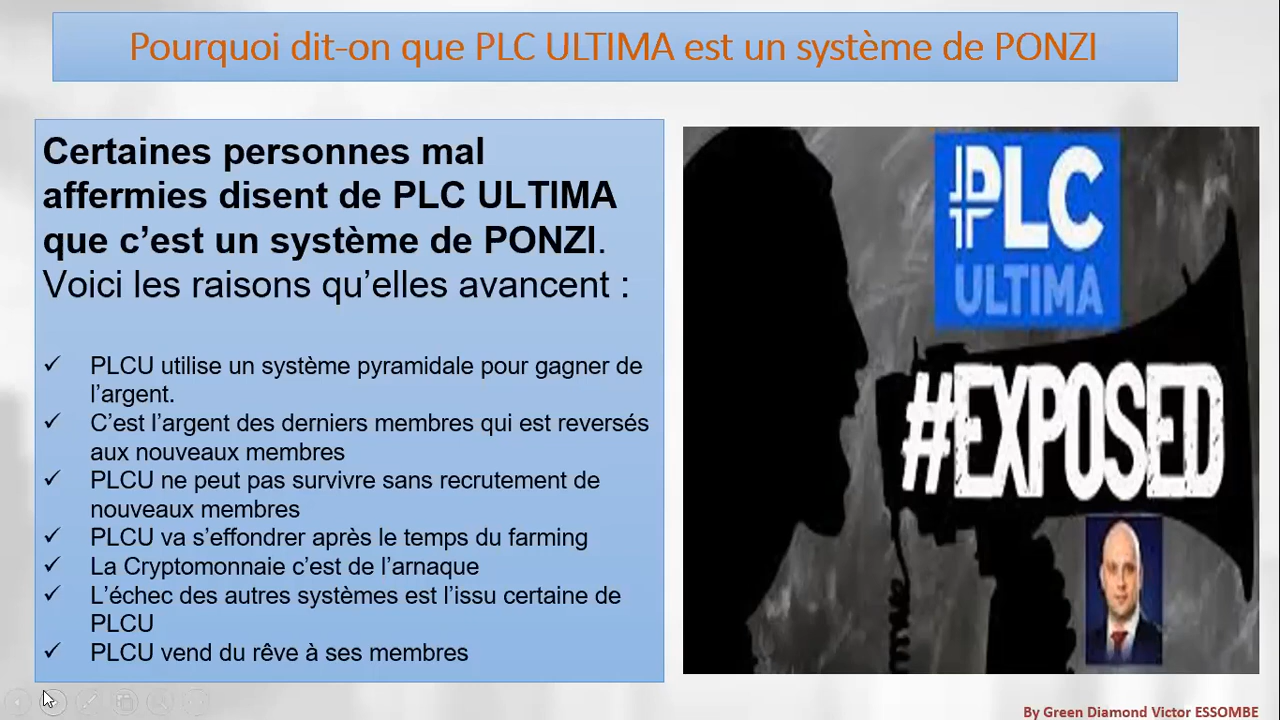 Pourquoi dit-on que PLC ULTIMA est un système de PONZI
Certaines personnes mal
affermies disent de PLC ULTIMA
que c’est un système de PONZI.
Voici les raisons qu’elles avancent :
✓ PLCU utilise un système pyramidale pour gagner de
l’argent.
✓ C’est l’argent des derniers membres qui est reversés
aux nouveaux membres
✓ PLCU ne peut pas survivre sans recrutement de
nouveaux membres
✓ PLCU va s’effondrer après le temps du farming
✓ La Cryptomonnaie c’est de l’arnaque
✓ L’échec des autres systèmes est l’issu certaine de
PLCU
✓ PLCU vend du rêve à ses membres
PLC
ULTIMA
#EXPOSED
By Green Diamond Victor ESSOMBE